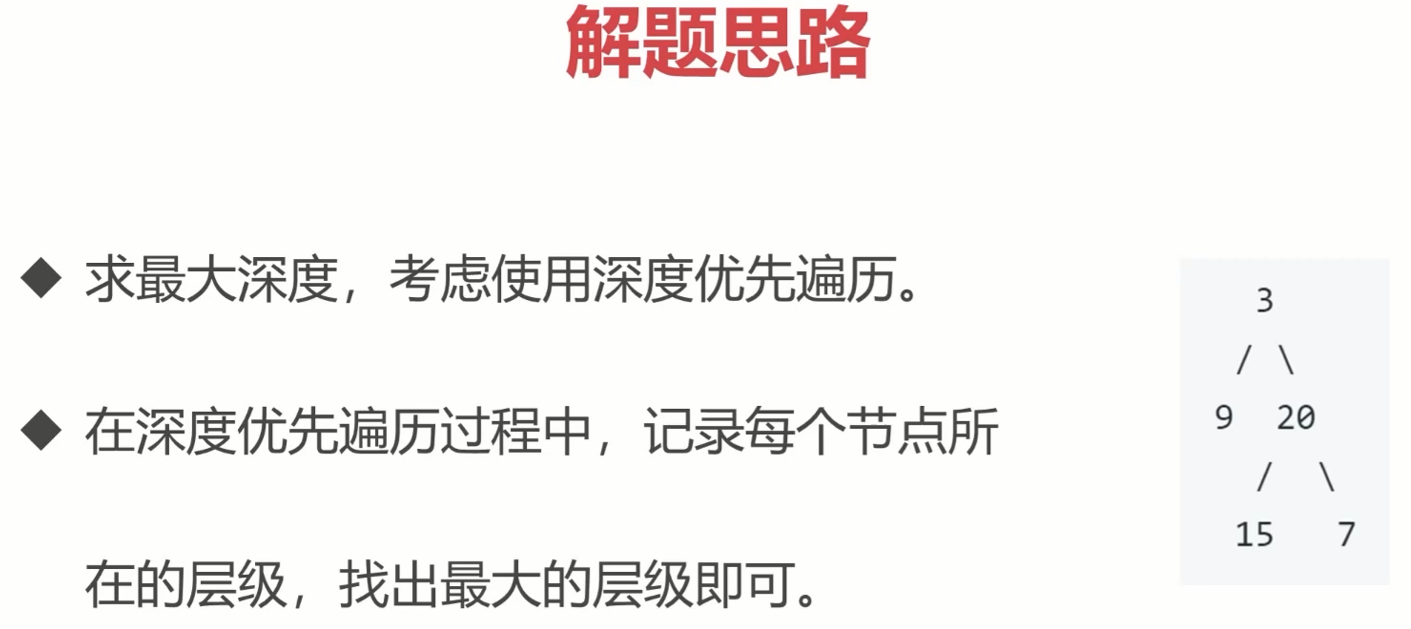 解题思路
◆ 求最大深度，考虑使用深度优先遍历。
◆ 在深度优先遍历过程中，记录每个节点所
在的层级，找出最大的层级即可。
3
/ \
9 20
/ \
15 7